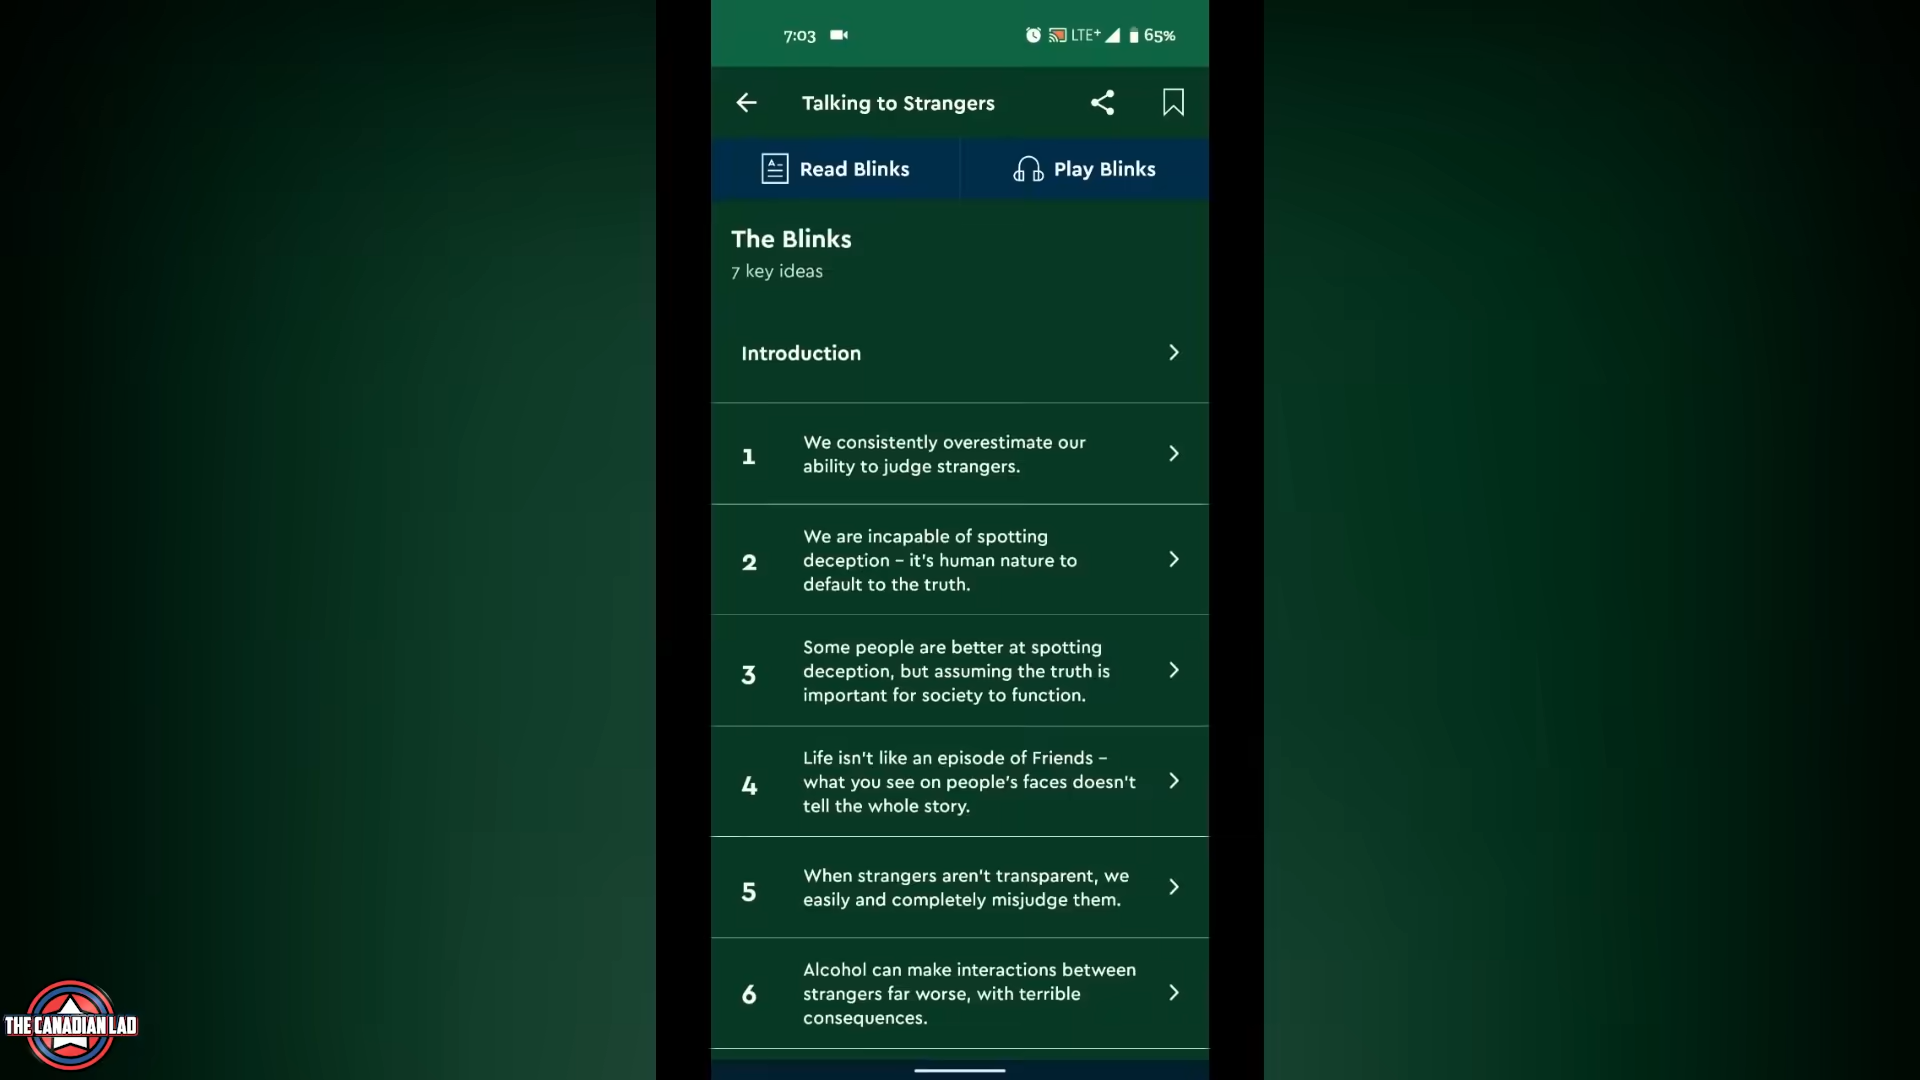 7:03
LTE+
65%
Talking to Strangers
Read Blinks
Play Blinks
The Blinks
7 key ideas
Introduction
1
We consistently overestimate our
ability to judge strangers.
2
We are incapable of spotting
deception – it's human nature to
default to the truth.
3
Some people are better at spotting
deception, but assuming the truth is
important for society to function.
4
Life isn't like an episode of Friends –
what you see on people's faces doesn't
tell the whole story.
5
When strangers aren't transparent, we
easily and completely misjudge them.
6
Alcohol can make interactions between
strangers far worse, with terrible
consequences.
THE CANADIAN LAD